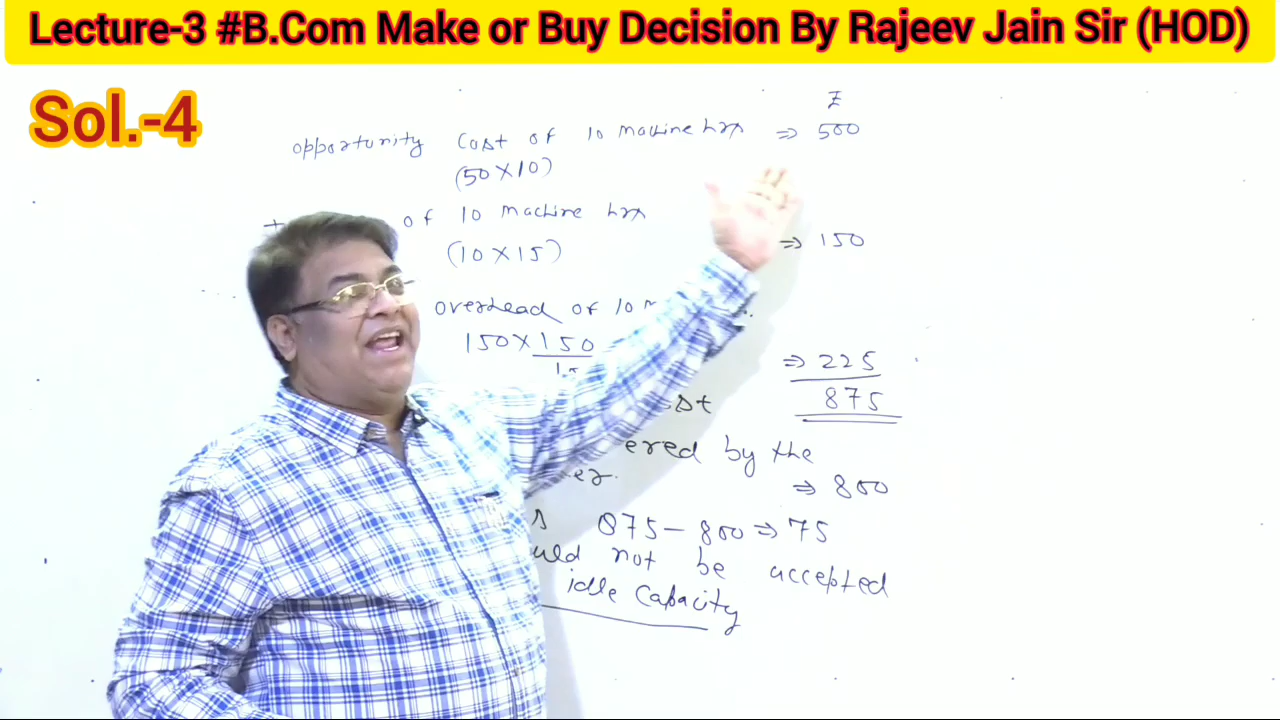 Lecture-3 #B.Com Make or Buy Decision By Rajeev Jain Sir (HOD)
Sol.-4
₹
opportunity Cost of 10 machine hrs ⇒ 500
(50×10)
+ of 10 machine hrs
(10×15) ⇒ 150
overhead of 10
150×150
⇒ 225
875
ered by the
er. ⇒ 800
875-800⇒75
uld not be accepted
idle Capacity